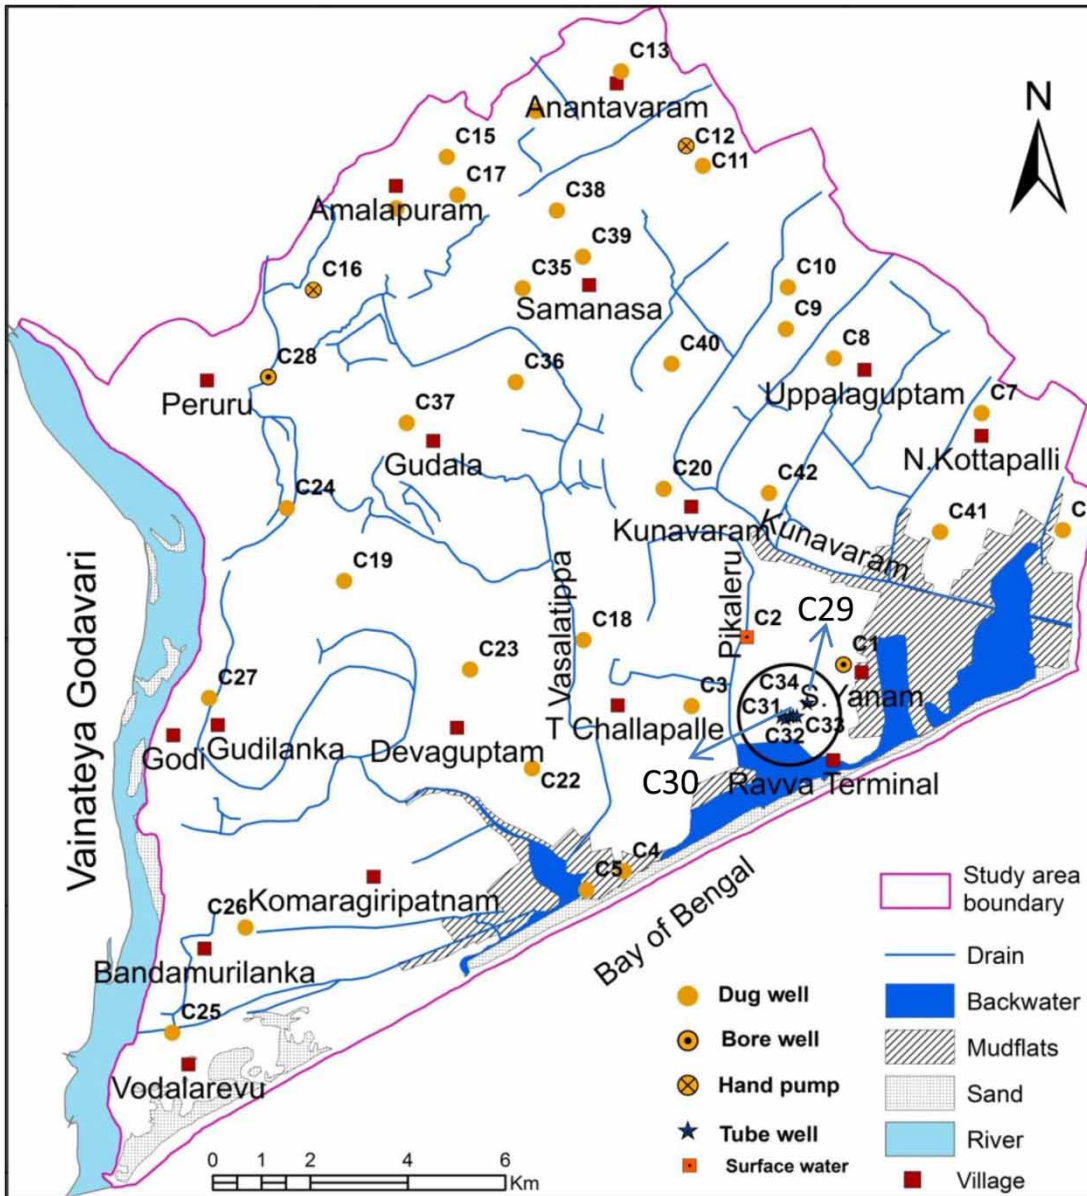 C13
N
Anantavaram
C12
C15
C11
C17
C38
Amalapuram
C39
C16
C35
C10
Samanasa
C9
C28
C36
C40
C8
Peruru
Uppalaguptam
C37
C7
Gudala
N.Kottapalli
C20
C42
C24
C41
C
Kunavaram
Kunavaram
C19
Vasalatippa
Pikaleru
C29
C2
C18
C1
C23
C34
S. Yanam
C27
C3
C31
C33
C32
Vainateya Godavari
Godi
Gudilanka
Devaguptam
T Challapalle
C22
C30
Ravva Terminal
C4
C5
Komaragiripatnam
C26
Bay of Bengal
Bandamurilanka
C25
Vodalarevu
Study area
boundary
Drain
Backwater
Mudflats
Sand
River
Village
Dug well
Bore well
Hand pump
Tube well
Surface water
0 1 2 4 6
Km